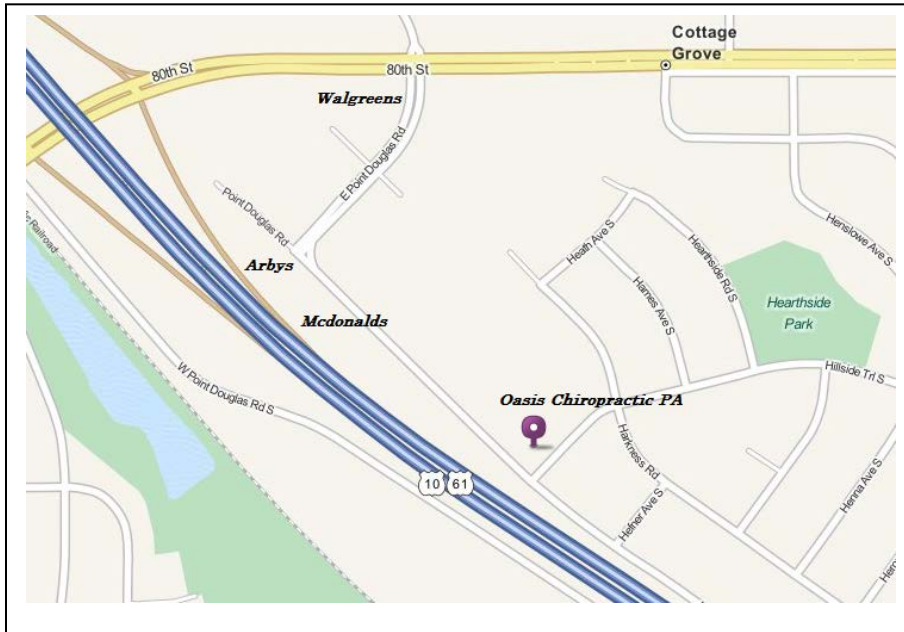 Cottage
Grove
80th St
80th St
Walgreens
E Point Douglas Rd
Point Douglas Rd
Heath Ave S
Hearthside Rd S
Henslowe Ave S
Railroad
Arbys
Hames Ave S
Hearthside
Park
Mcdonalds
W Point Douglas Rd S
Hillside Trl S
Oasis Chiropractic PA
Harkness Rd
10
61
Henna Ave S
Hefner Ave S